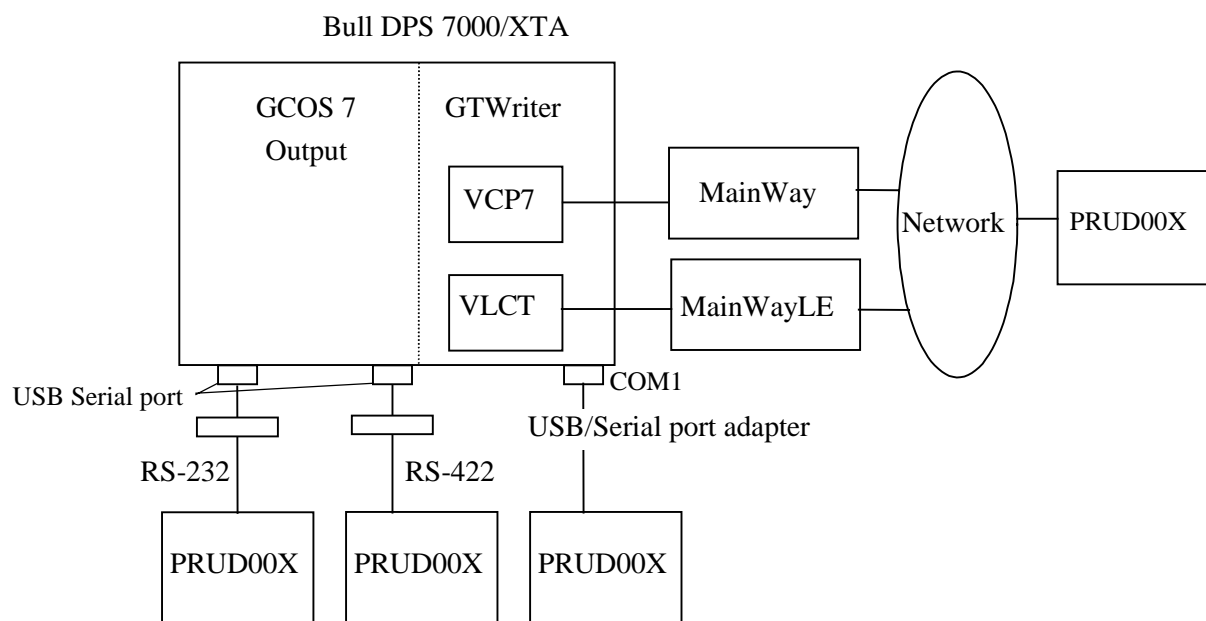 Bull DPS 7000/XTA
GCOS 7
Output
GTWriter
VCP7
MainWay
Network
PRUD00X
VLCT
MainWayLE
USB Serial port
COM1
USB/Serial port adapter
RS-232
RS-422
PRUD00X
PRUD00X
PRUD00X